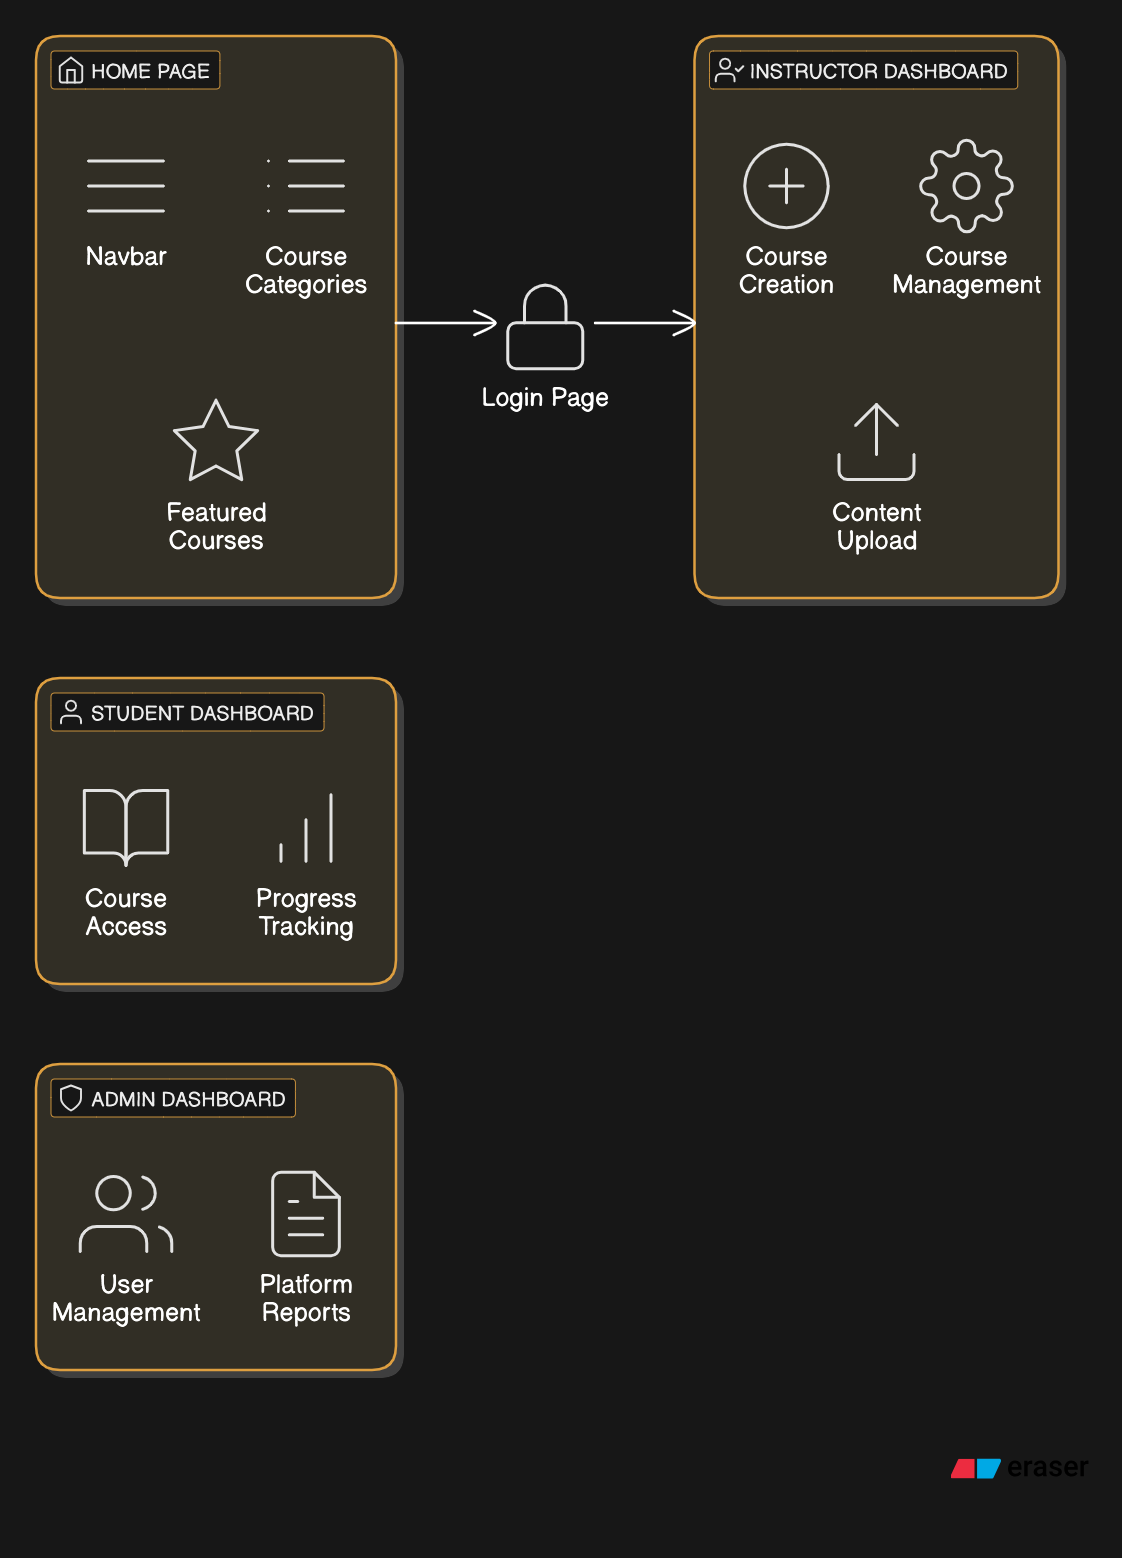 HOME PAGE
Navbar
Course
Categories
Featured
Courses
Login Page
INSTRUCTOR DASHBOARD
Course
Creation
Course
Management
Content
Upload
STUDENT DASHBOARD
Course
Access
Progress
Tracking
ADMIN DASHBOARD
User
Management
Platform
Reports
eraser